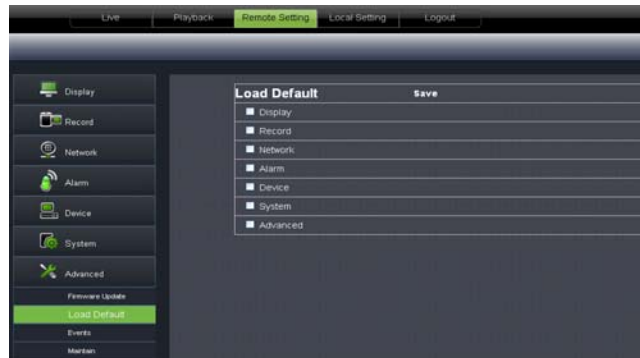 Live Playback Remote Setting Local Setting Logout
Display
Record
Network
Alarm
Device
System
Advanced
Firmware Update
Load Default
Events
Maintain
Load Default Save
Display
Record
Network
Alarm
Device
System
Advanced